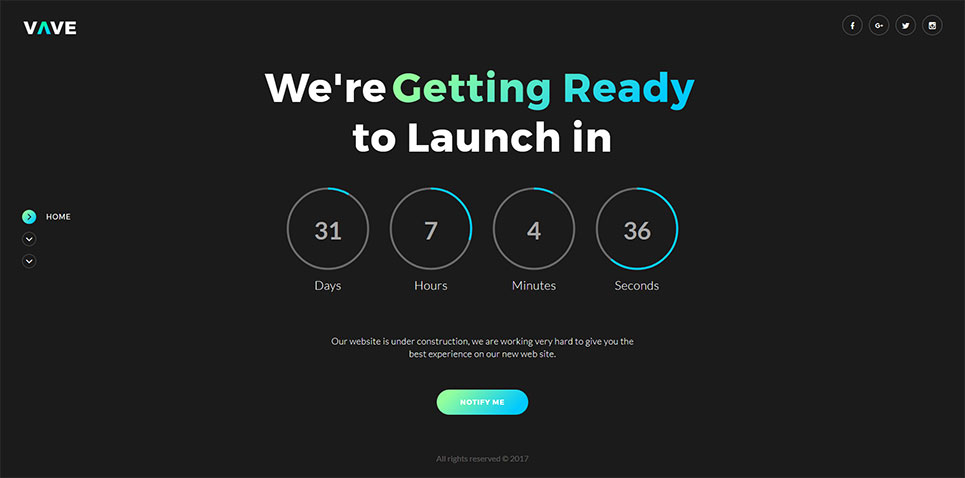 VAVE
We're Getting Ready
to Launch in
HOME
31
7
4
36
Days
Hours
Minutes
Seconds
Our website is under construction, we are working very hard to give you the
best experience on our new web site.
NOTIFY ME
All rights reserved © 2017